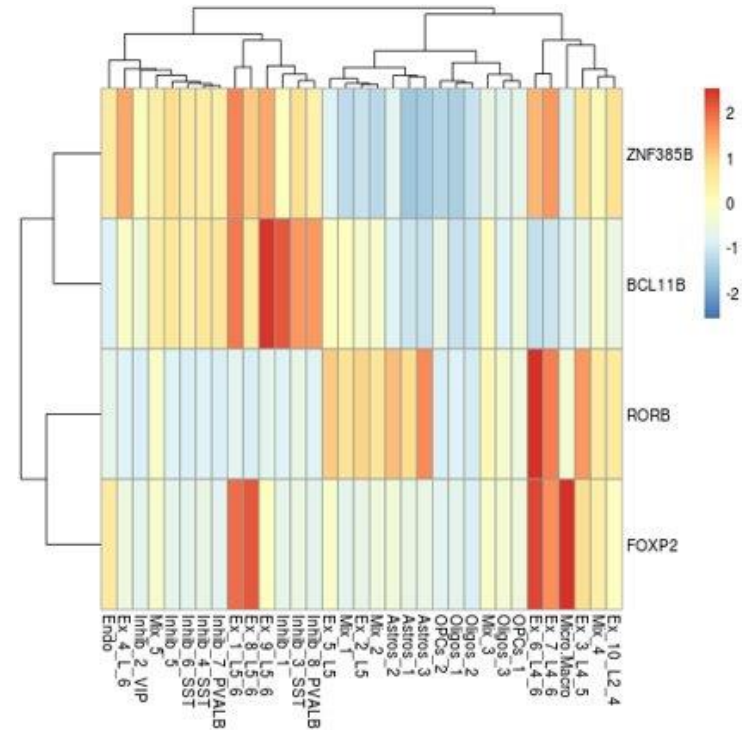 ZNF385B
BCL11B
RORB
FOXP2
2
1
0
-1
-2
Endo
Ex_4_L_6
Inhib_2_VIP
Mix_5
Inhib_5
Inhib_6_SST
Inhib_4_SST
Inhib_7_PVALB
Ex_1_L5_6
Ex_8_L5_6
Ex_9_L5_6
Inhib_1
Inhib_3_SST
Inhib_8_PVALB
Ex_5_L5
Mix_1
Ex_2_L5
Mix_2
Astros_2
Astros_1
Astros_3
OPCs_2
Oligos_1
Oligos_2
Mix_3
Oligos_3
OPCs_1
Ex_6_L4_6
Ex_7_L4_6
Micro.Macro
Ex_3_L4_5
Mix_4
Ex_10_L2_4